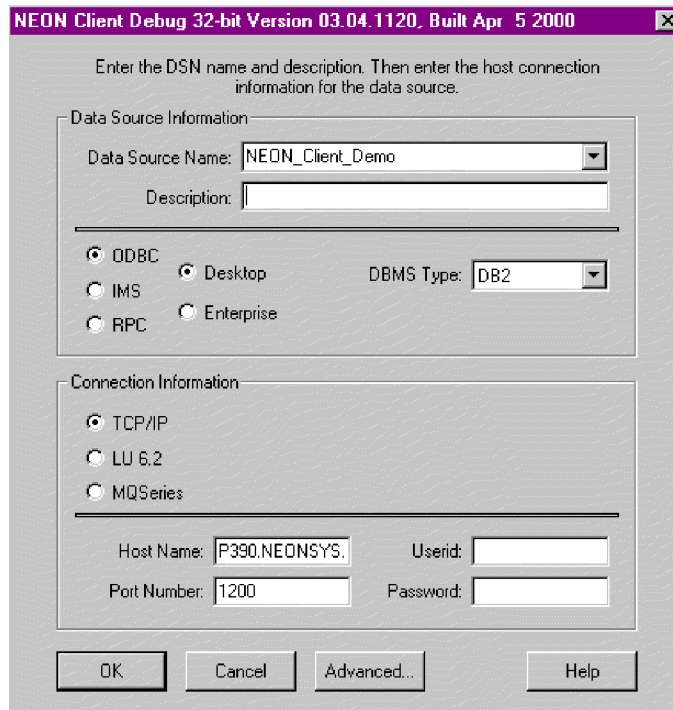 NEON Client Debug 32-bit Version 03.04.1120, Built Apr 5 2000
Enter the DSN name and description. Then enter the host connection
information for the data source.
Data Source Information
Data Source Name: NEON_Client_Demo
Description:
ODBC
Desktop
DBMS Type: DB2
IMS
Enterprise
RPC
Connection Information
TCP/IP
LU 6.2
MQSeries
Host Name: P390.NEONSYS. Userid:
Port Number: 1200 Password:
OK Cancel Advanced... Help